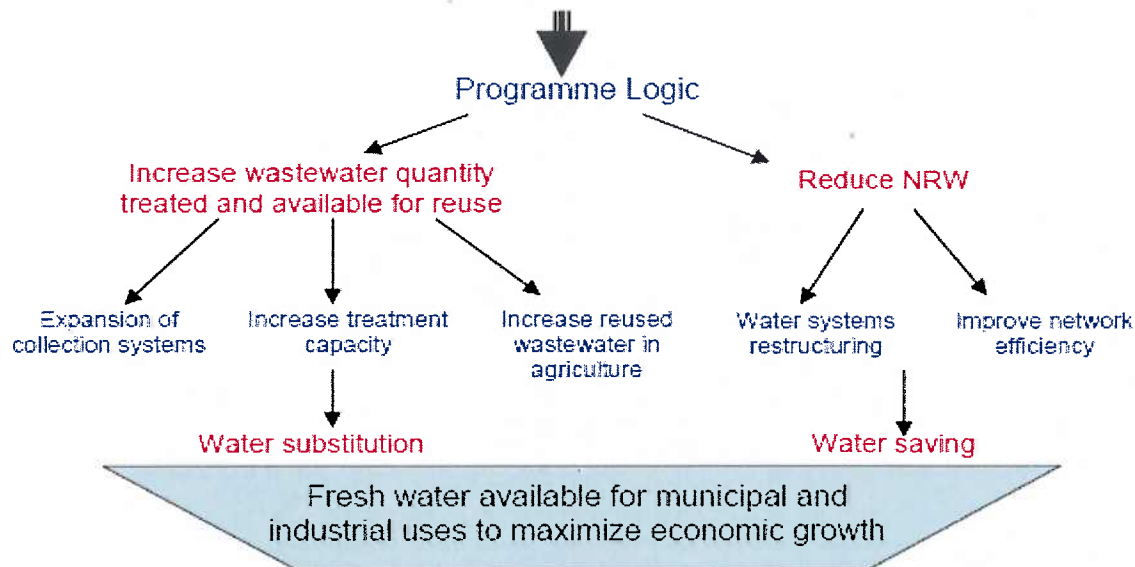 Programme Logic
Increase wastewater quantity
treated and available for reuse
Reduce NRW
Expansion of
collection systems
Increase treatment
capacity
Increase reused
wastewater in
agriculture
Water systems
restructuring
Improve network
efficiency
Water substitution
Water saving
Fresh water available for municipal and
industrial uses to maximize economic growth